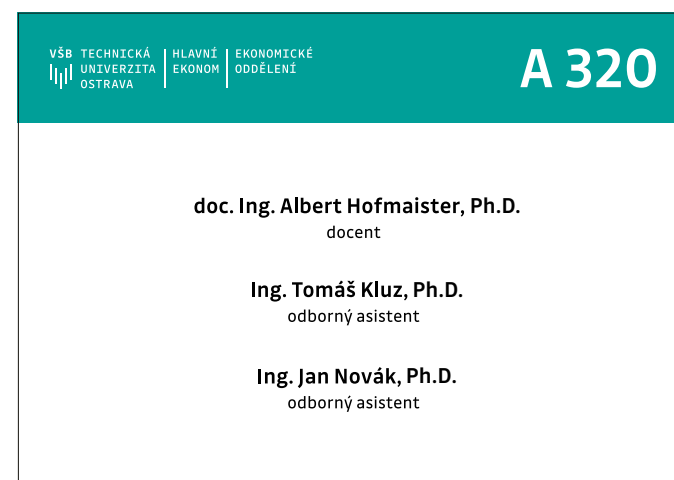 VŠB TECHNICKÁ UNIVERZITA OSTRAVA
HLAVNÍ EKONOM
EKONOMICKÉ ODDĚLENÍ
A 320
doc. Ing. Albert Hofmaister, Ph.D.
docent
Ing. Tomáš Kluz, Ph.D.
odborný asistent
Ing. Jan Novák, Ph.D.
odborný asistent